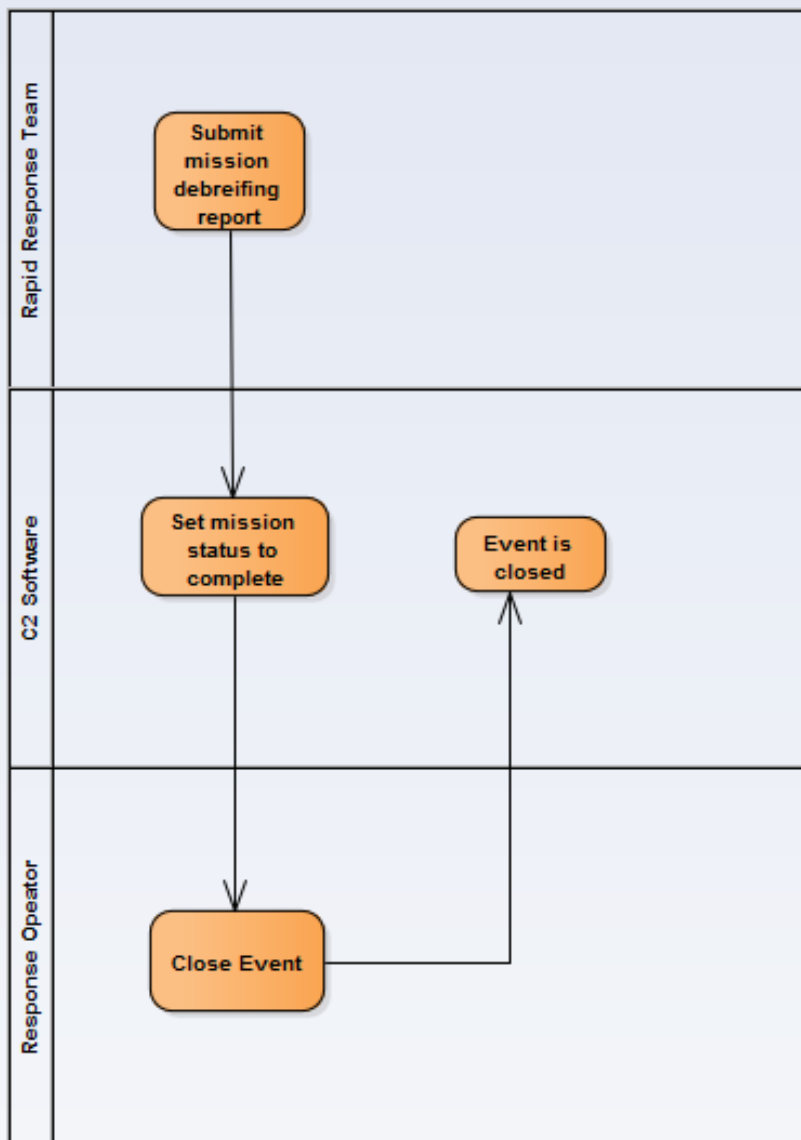 Rapid Response Team
Submit
mission
debreifing
report
C2 Software
Set mission
status to
complete
Event is
closed
Response Opeator
Close Event